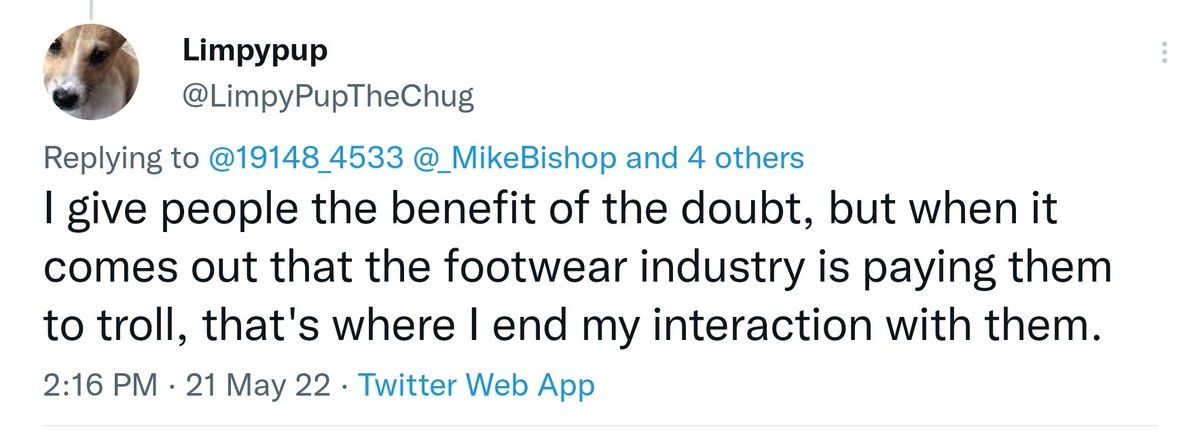 Limpypup
@LimpyPupTheChug
Replying to @19148_4533 @_MikeBishop and 4 others
I give people the benefit of the doubt, but when it
comes out that the footwear industry is paying them
to troll, that's where I end my interaction with them.
2:16 PM · 21 May 22 · Twitter Web App